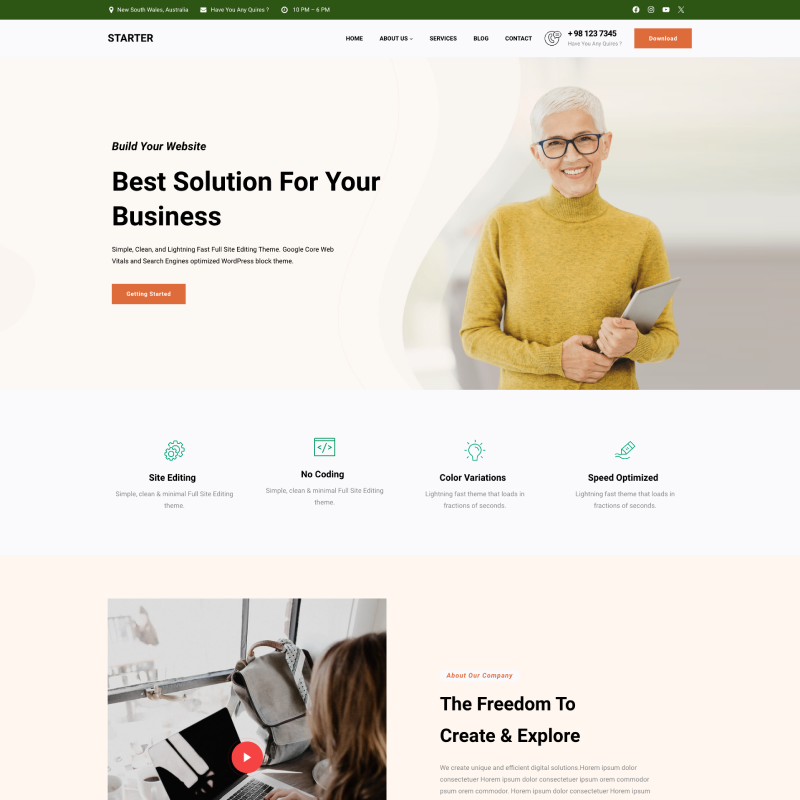 New South Wales, Australia
Have You Any Quires ?
10 PM – 6 PM
STARTER
HOME
ABOUT US
SERVICES
BLOG
CONTACT
+ 98 123 7345
Have You Any Quires ?
Download
Build Your Website
Best Solution For Your
Business
Simple, Clean, and Lightning Fast Full Site Editing Theme. Google Core Web
Vitals and Search Engines optimized WordPress block theme.
Getting Started
Site Editing
Simple, clean & minimal Full Site Editing
theme.
No Coding
Simple, clean & minimal Full Site Editing
theme.
Color Variations
Lightning fast theme that loads in
fractions of seconds.
Speed Optimized
Lightning fast theme that loads in
fractions of seconds.
About Our Company
The Freedom To
Create & Explore
We create unique and efficient digital solutions.Horem ipsum dolor
consectetuer Horem ipsum dolor consectetuer ipsum orem commodor
psum orem commodor. Horem ipsum dolor consectetuer Horem ipsum